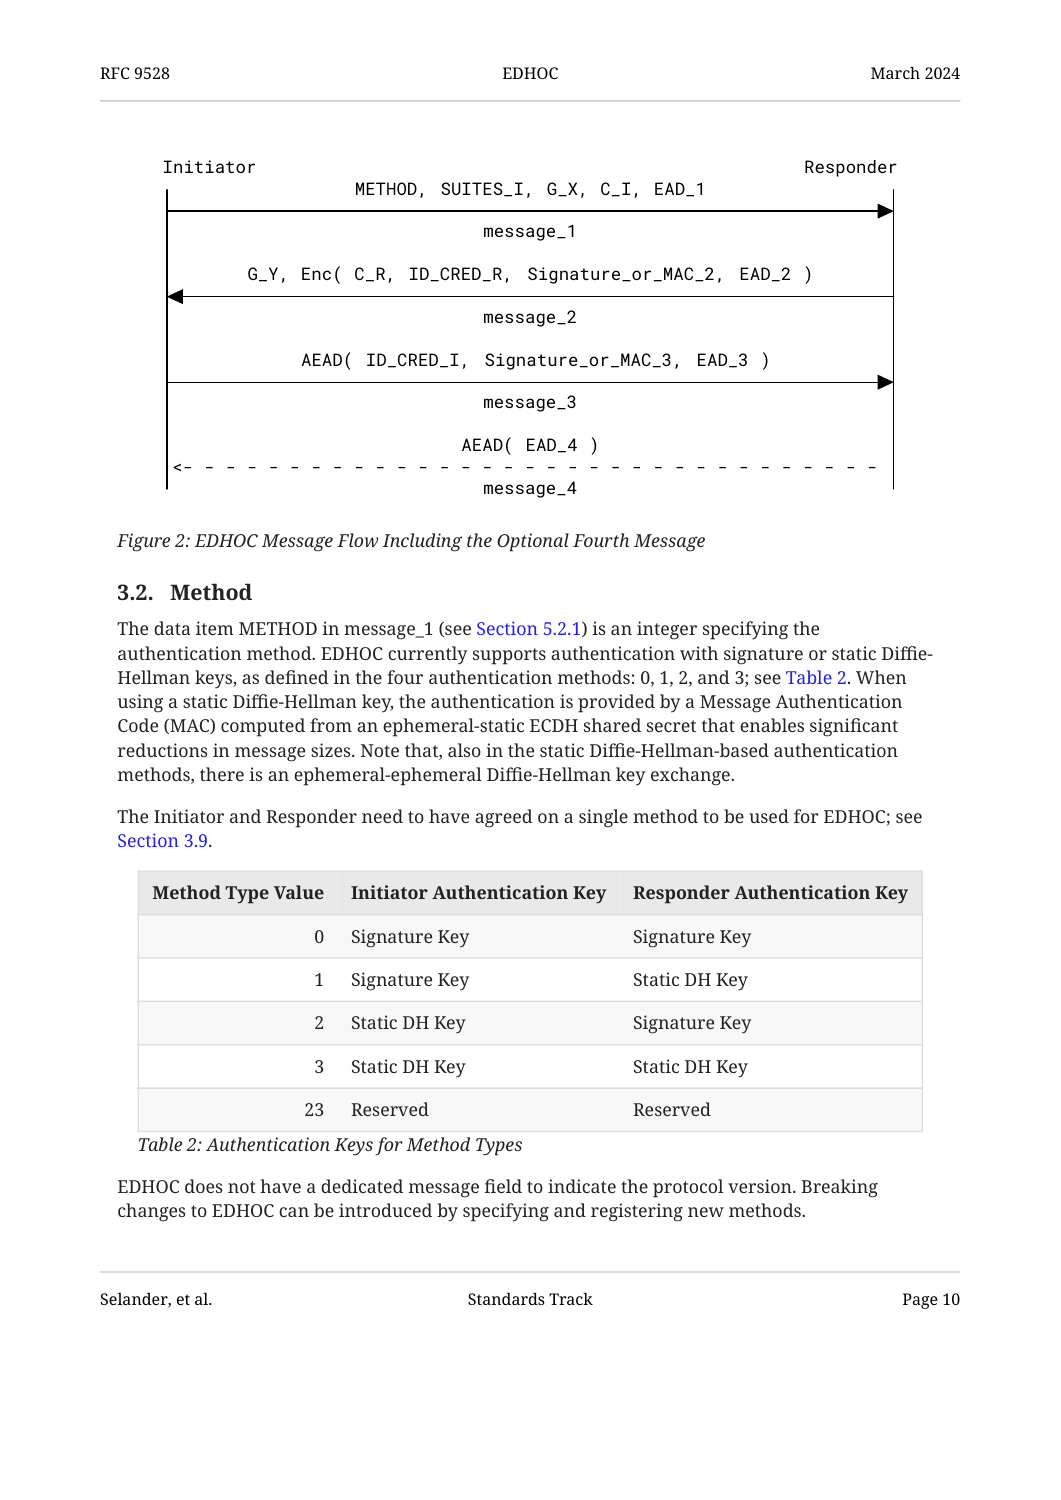 RFC 9528 EDHOC March 2024
Initiator Responder
METHOD, SUITES_I, G_X, C_I, EAD_1
message_1
G_Y, Enc( C_R, ID_CRED_R, Signature_or_MAC_2, EAD_2 )
message_2
AEAD( ID_CRED_I, Signature_or_MAC_3, EAD_3 )
message_3
AEAD( EAD_4 )
<- - - - - - - - - - - - - - - - - - - - - - - - - - - - - - - - -
message_4
Figure 2: EDHOC Message Flow Including the Optional Fourth Message
3.2. Method
The data item METHOD in message_1 (see Section 5.2.1) is an integer specifying the
authentication method. EDHOC currently supports authentication with signature or static Diffie-
Hellman keys, as defined in the four authentication methods: 0, 1, 2, and 3; see Table 2. When
using a static Diffie-Hellman key, the authentication is provided by a Message Authentication
Code (MAC) computed from an ephemeral-static ECDH shared secret that enables significant
reductions in message sizes. Note that, also in the static Diffie-Hellman-based authentication
methods, there is an ephemeral-ephemeral Diffie-Hellman key exchange.
The Initiator and Responder need to have agreed on a single method to be used for EDHOC; see
Section 3.9.
Method Type Value Initiator Authentication Key Responder Authentication Key
0 Signature Key Signature Key
1 Signature Key Static DH Key
2 Static DH Key Signature Key
3 Static DH Key Static DH Key
23 Reserved Reserved
Table 2: Authentication Keys for Method Types
EDHOC does not have a dedicated message field to indicate the protocol version. Breaking
changes to EDHOC can be introduced by specifying and registering new methods.
Selander, et al. Standards Track Page 10